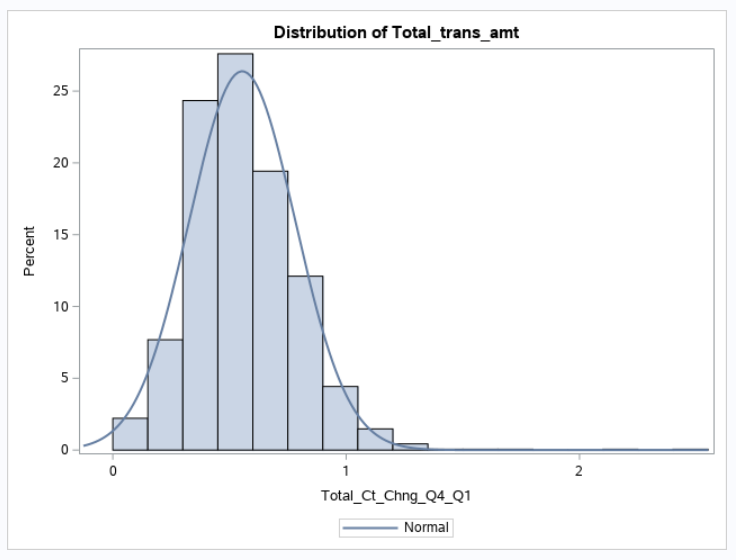 Distribution of Total_trans_amt
Percent
25
20
15
10
5
0
0 1 2
Total_Ct_Chng_Q4_Q1
Normal